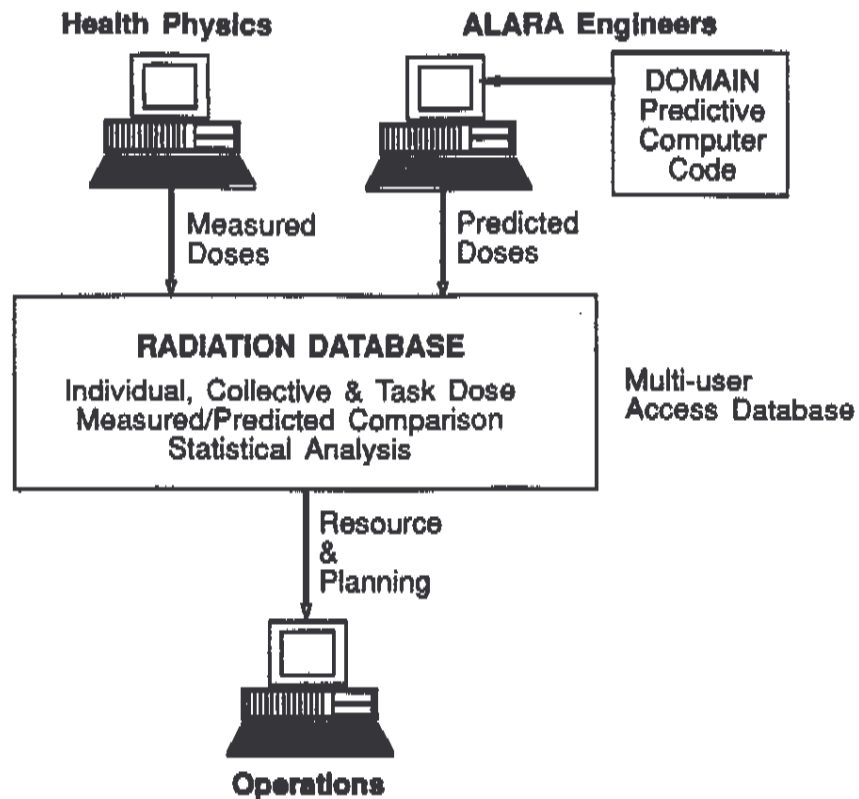 Health Physics
ALARA Engineers
DOMAIN
Predictive
Computer
Code
Measured
Doses
Predicted
Doses
RADIATION DATABASE
Individual, Collective & Task Dose
Measured/Predicted Comparison
Statistical Analysis
Multi-user
Access Database
Resource
&
Planning
Operations